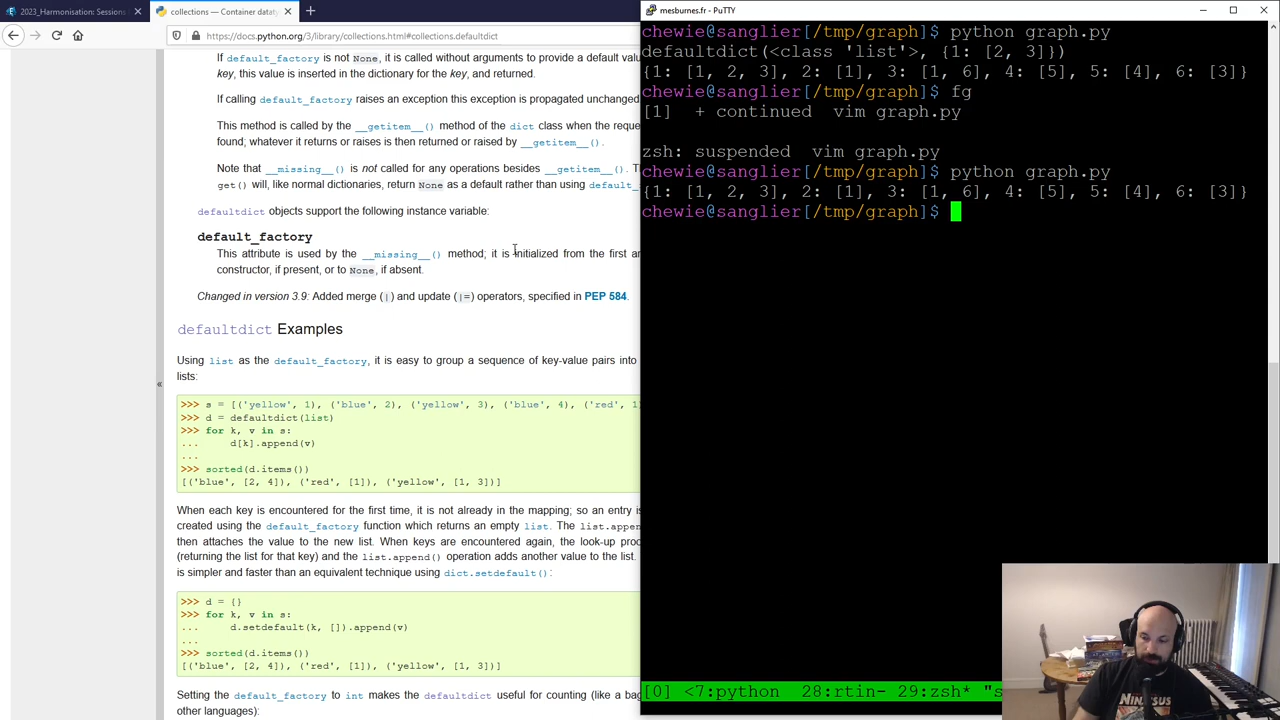 2023_Harmonisation: Sessions
collections — Container dataty
https://docs.python.org/3/library/collections.html#collections.defaultdict
If default_factory is not None, it is called without arguments to provide a default valu
key, this value is inserted in the dictionary for the key, and returned.
If calling default_factory raises an exception this exception is propagated unchanged.
This method is called by the __getitem__() method of the dict class when the reque
found; whatever it returns or raises is then returned or raised by __getitem__().
Note that __missing__() is not called for any operations besides __getitem__(). T
get() will, like normal dictionaries, return None as a default rather than using default_
defaultdict objects support the following instance variable:
default_factory
This attribute is used by the __missing__() method; it is initialized from the first ar
constructor, if present, or to None, if absent.
Changed in version 3.9: Added merge (|) and update (|=) operators, specified in PEP 584.
defaultdict Examples
Using list as the default_factory, it is easy to group a sequence of key-value pairs into
lists:
>>> s = [('yellow', 1), ('blue', 2), ('yellow', 3), ('blue', 4), ('red', 1
>>> d = defaultdict(list)
>>> for k, v in s:
...     d[k].append(v)
...
>>> sorted(d.items())
[('blue', [2, 4]), ('red', [1]), ('yellow', [1, 3])]
When each key is encountered for the first time, it is not already in the mapping; so an entry is
created using the default_factory function which returns an empty list. The list.appen
then attaches the value to the new list. When keys are encountered again, the look-up proc
(returning the list for that key) and the list.append() operation adds another value to the list.
is simpler and faster than an equivalent technique using dict.setdefault():
>>> d = {}
>>> for k, v in s:
...     d.setdefault(k, []).append(v)
...
>>> sorted(d.items())
[('blue', [2, 4]), ('red', [1]), ('yellow', [1, 3])]
Setting the default_factory to int makes the defaultdict useful for counting (like a bag
other languages):
mesburnes.fr - PuTTY
chewie@sanglier[/tmp/graph]$ python graph.py
defaultdict(<class 'list'>, {1: [2, 3]})
{1: [1, 2, 3], 2: [1], 3: [1, 6], 4: [5], 5: [4], 6: [3]}
chewie@sanglier[/tmp/graph]$ fg
[1]  + continued  vim graph.py
zsh: suspended  vim graph.py
chewie@sanglier[/tmp/graph]$ python graph.py
{1: [1, 2, 3], 2: [1], 3: [1, 6], 4: [5], 5: [4], 6: [3]}
chewie@sanglier[/tmp/graph]$
[0] <7:python  28:rtin- 29:zsh* "s